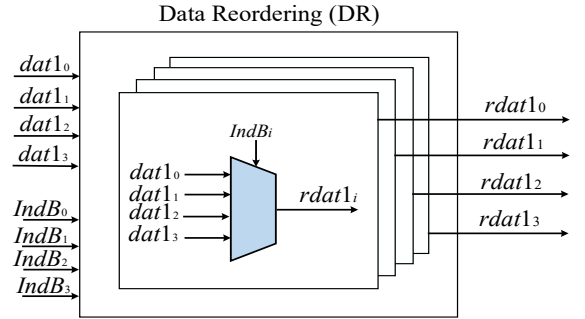 Data Reordering (DR)
dat1₀
dat1₁
dat1₂
dat1₃
IndB₀
IndB₁
IndB₂
IndB₃
IndBᵢ
dat1₀
dat1₁
dat1₂
dat1₃
rdat1ᵢ
rdat1₀
rdat1₁
rdat1₂
rdat1₃